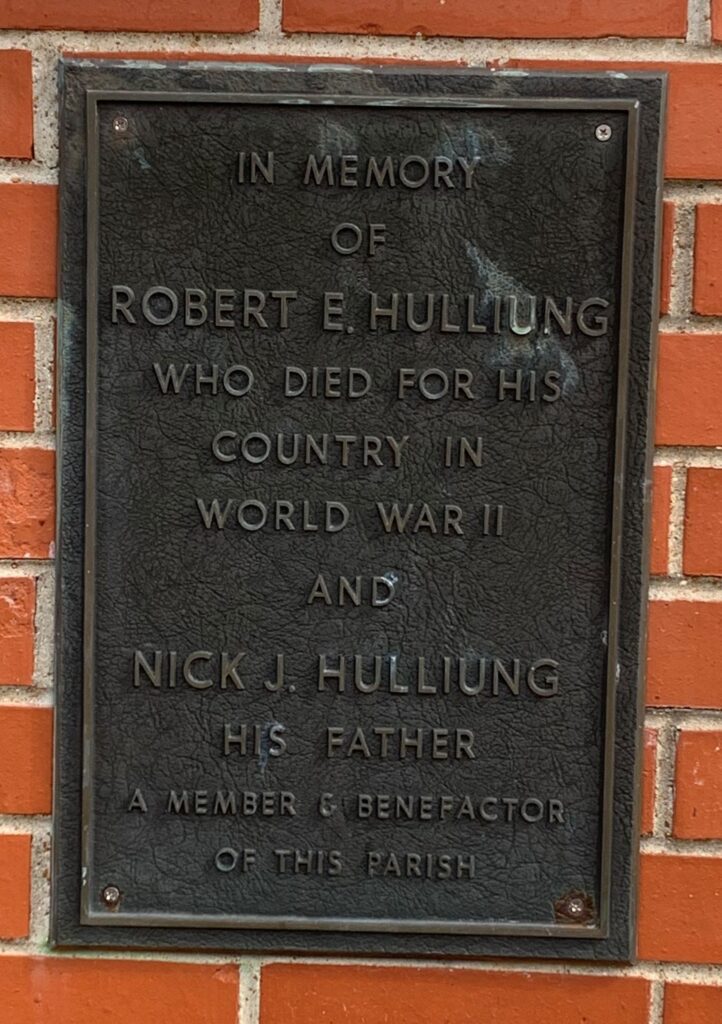 IN MEMORY
OF
ROBERT E. HULLIUNG
WHO DIED FOR HIS
COUNTRY IN
WORLD WAR II
AND
NICK J. HULLIUNG
HIS FATHER
A MEMBER & BENEFACTOR
OF THIS PARISH